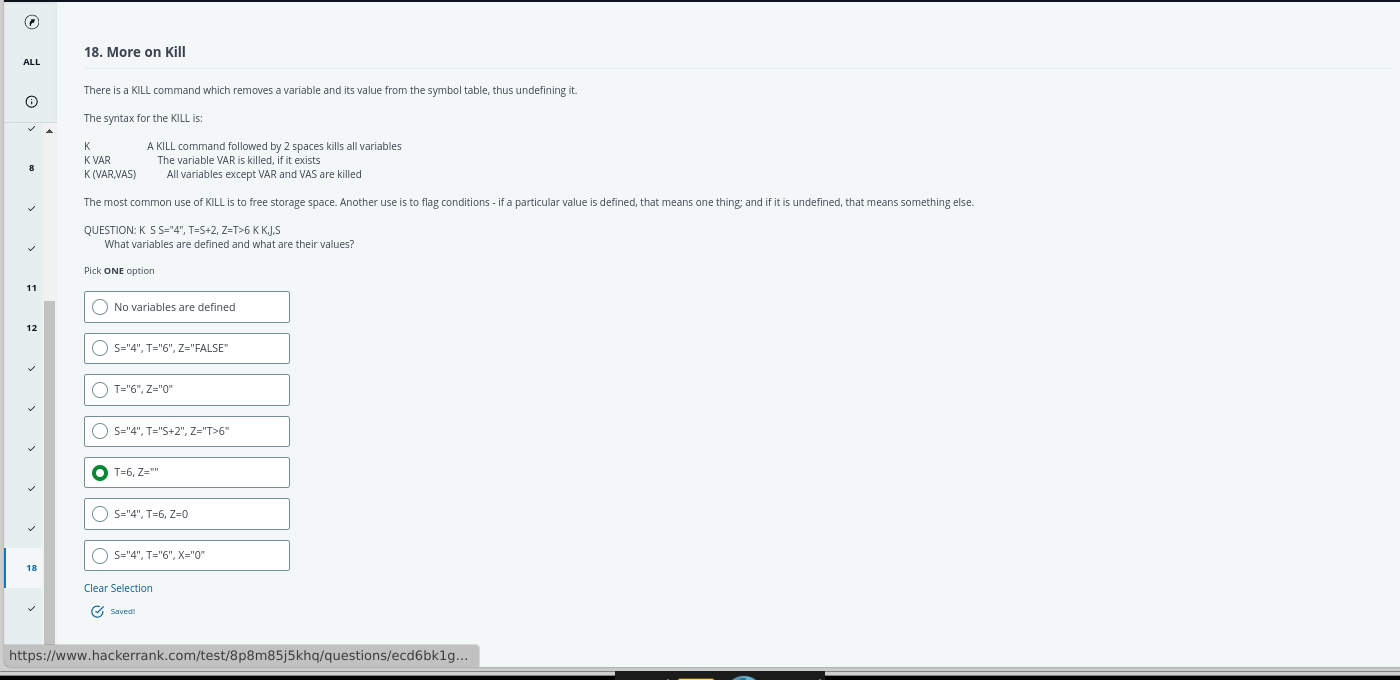 18. More on Kill
ALL
There is a KILL command which removes a variable and its value from the symbol table, thus undefining it.
The syntax for the KILL is:
K A KILL command followed by 2 spaces kills all variables
K VAR The variable VAR is killed, if it exists
K (VAR,VAS) All variables except VAR and VAS are killed
8
The most common use of KILL is to free storage space. Another use is to flag conditions - if a particular value is defined, that means one thing; and if it is undefined, that means something else.
QUESTION: K  S S="4", T=S+2, Z=T>6 K K,J,S
What variables are defined and what are their values?
Pick ONE option
11
No variables are defined
12
S="4", T="6", Z="FALSE"
T="6", Z="0"
S="4", T="S+2", Z="T>6"
T=6, Z=""
S="4", T=6, Z=0
S="4", T="6", X="0"
18
Clear Selection
Saved!
https://www.hackerrank.com/test/8p8m85j5khq/questions/ecd6bk1g...